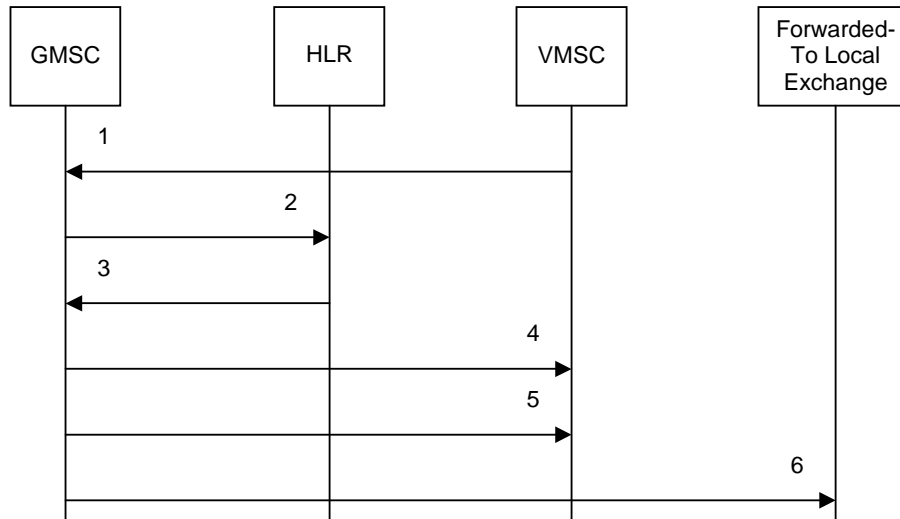 GMSC
HLR
VMSC
Forwarded-
To Local
Exchange
1
2
3
4
5
6